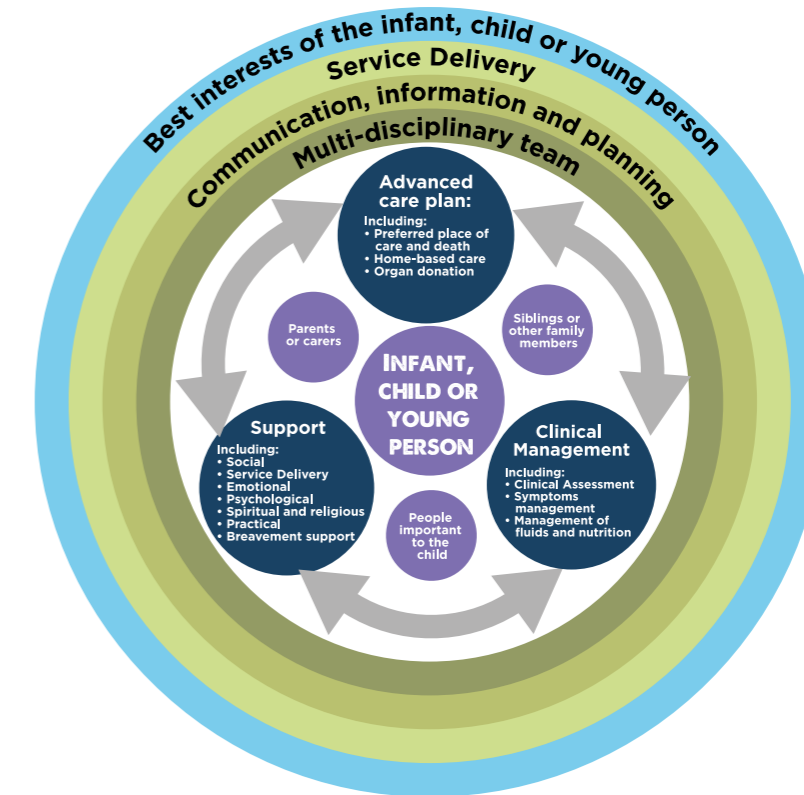 Best interests of the infant, child or young person
Service Delivery
Communication, information and planning
Multi-disciplinary team
Advanced
care plan:
Including:
• Preferred place of
care and death
• Home-based care
• Organ donation
Parents
or carers
Siblings or
other family
members
INFANT,
CHILD OR
YOUNG
PERSON
Support
Including:
• Social
• Service Delivery
• Emotional
• Psychological
• Spiritual and religious
• Practical
• Breavement support
Clinical
Management
Including:
• Clinical Assessment
• Symptoms
management
• Management of
fluids and nutrition
People
important
to the
child